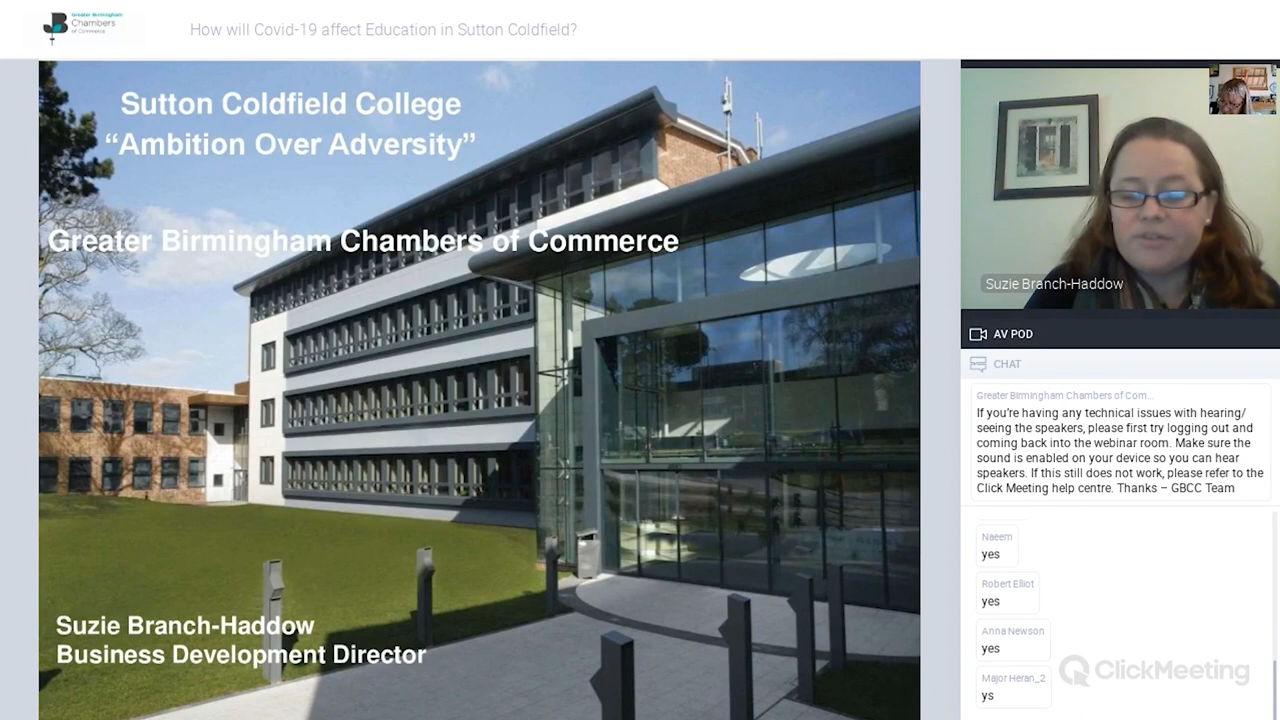 Greater Birmingham
Chambers
of Commerce
How will Covid-19 affect Education in Sutton Coldfield?
Sutton Coldfield College
“Ambition Over Adversity”
Greater Birmingham Chambers of Commerce
Suzie Branch-Haddow
Business Development Director
Suzie Branch-Haddow
AV POD
CHAT
Greater Birmingham Chambers of Com...
If you're having any technical issues with hearing/
seeing the speakers, please first try logging out and
coming back into the webinar room. Make sure the
sound is enabled on your device so you can hear
speakers. If this still does not work, please refer to the
Click Meeting help centre. Thanks – GBCC Team
Naeem
yes
Robert Elliot
yes
Anna Newson
yes
Major Heran_2
ys
ClickMeeting